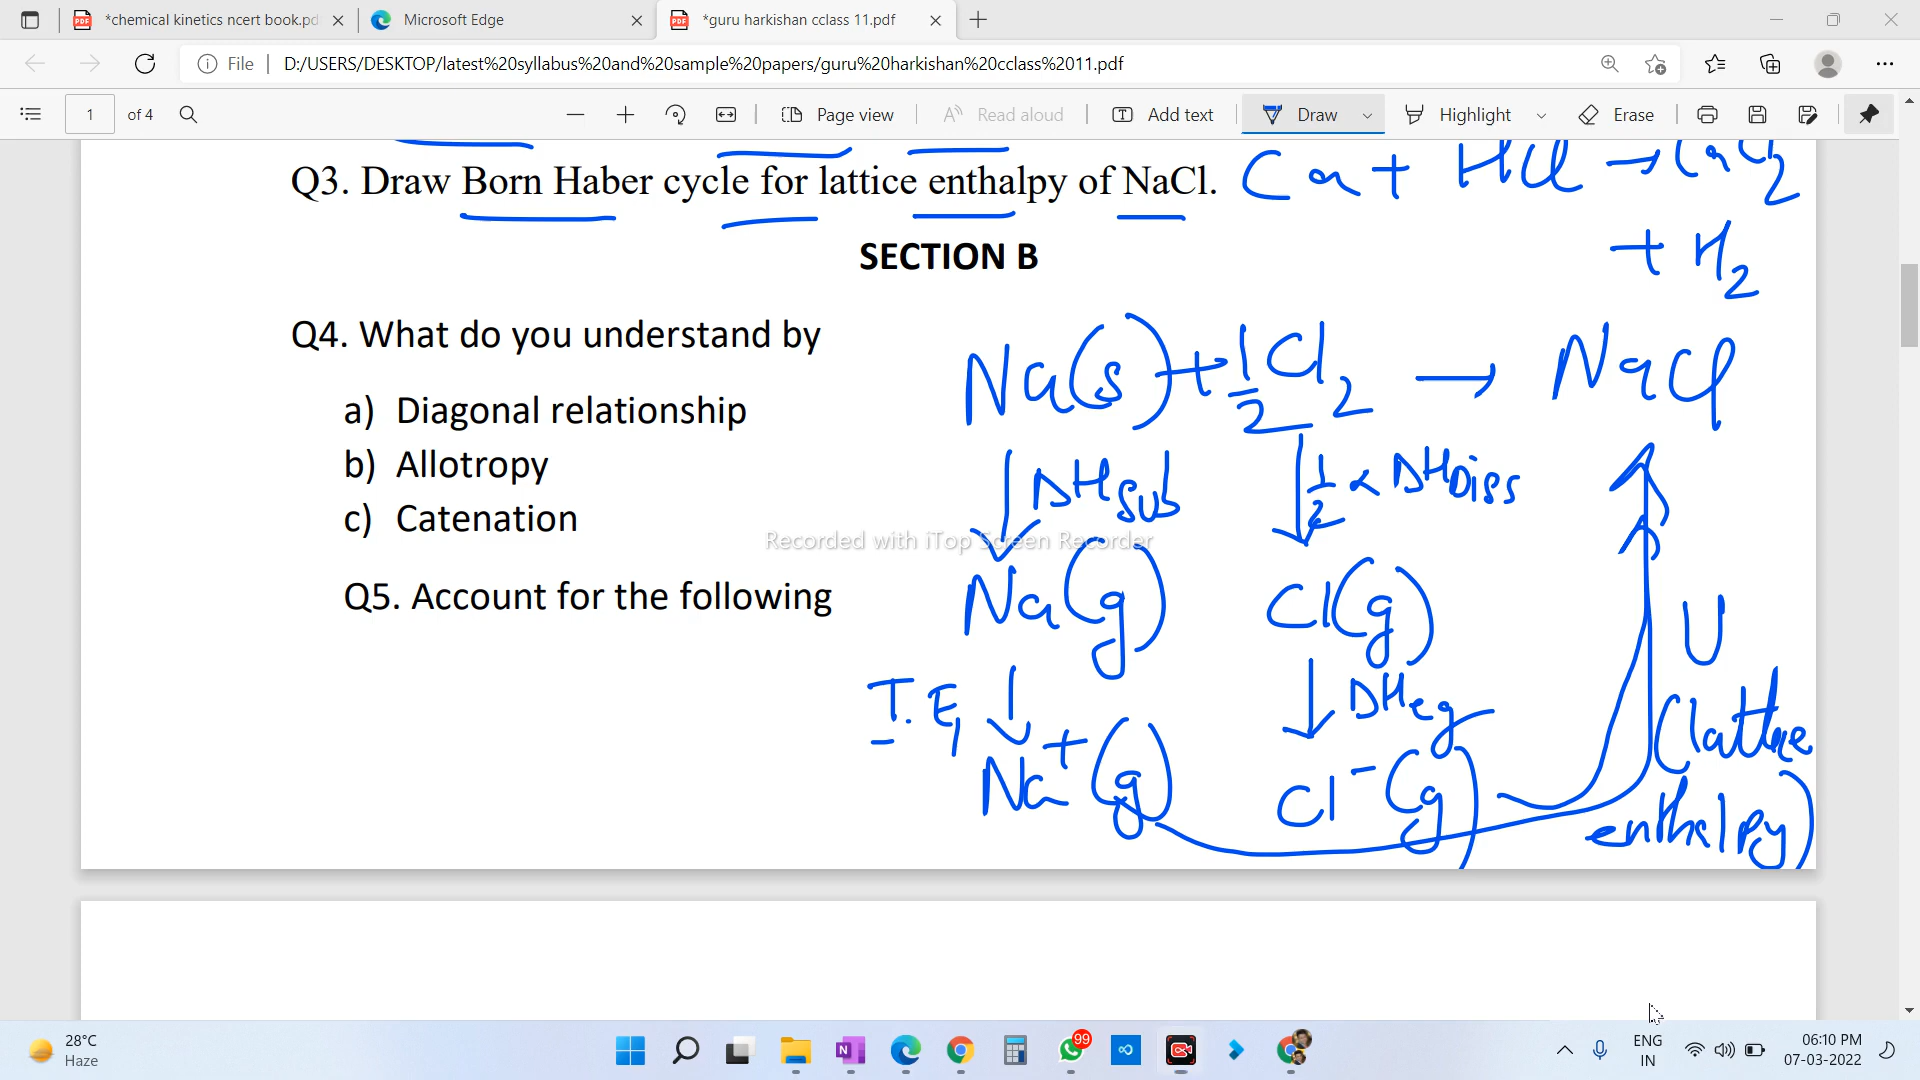 *chemical kinetics ncert book.pd
Microsoft Edge
*guru harkishan cclass 11.pdf
File
D:/USERS/DESKTOP/latest%20syllabus%20and%20sample%20papers/guru%20harkishan%20cclass%2011.pdf
1 of 4
Page view
Read aloud
Add text
Draw
Highlight
Erase
Q3. Draw Born Haber cycle for lattice enthalpy of NaCl.
Ca + HCl → CaCl2
+ H2
SECTION B
Q4. What do you understand by
Na(s) + 1/2 Cl2 → NaCl
a) Diagonal relationship
b) Allotropy
ΔHSub
1/2 × ΔHDiss
c) Catenation
Recorded with iTop Screen Recorder
Q5. Account for the following
Na(g)
Cl(g)
U
I.E1
ΔHeg
(lattice
Na+(g)
Cl-(g)
enthalpy)
28°C
Haze
99
ENG
IN
06:10 PM
07-03-2022